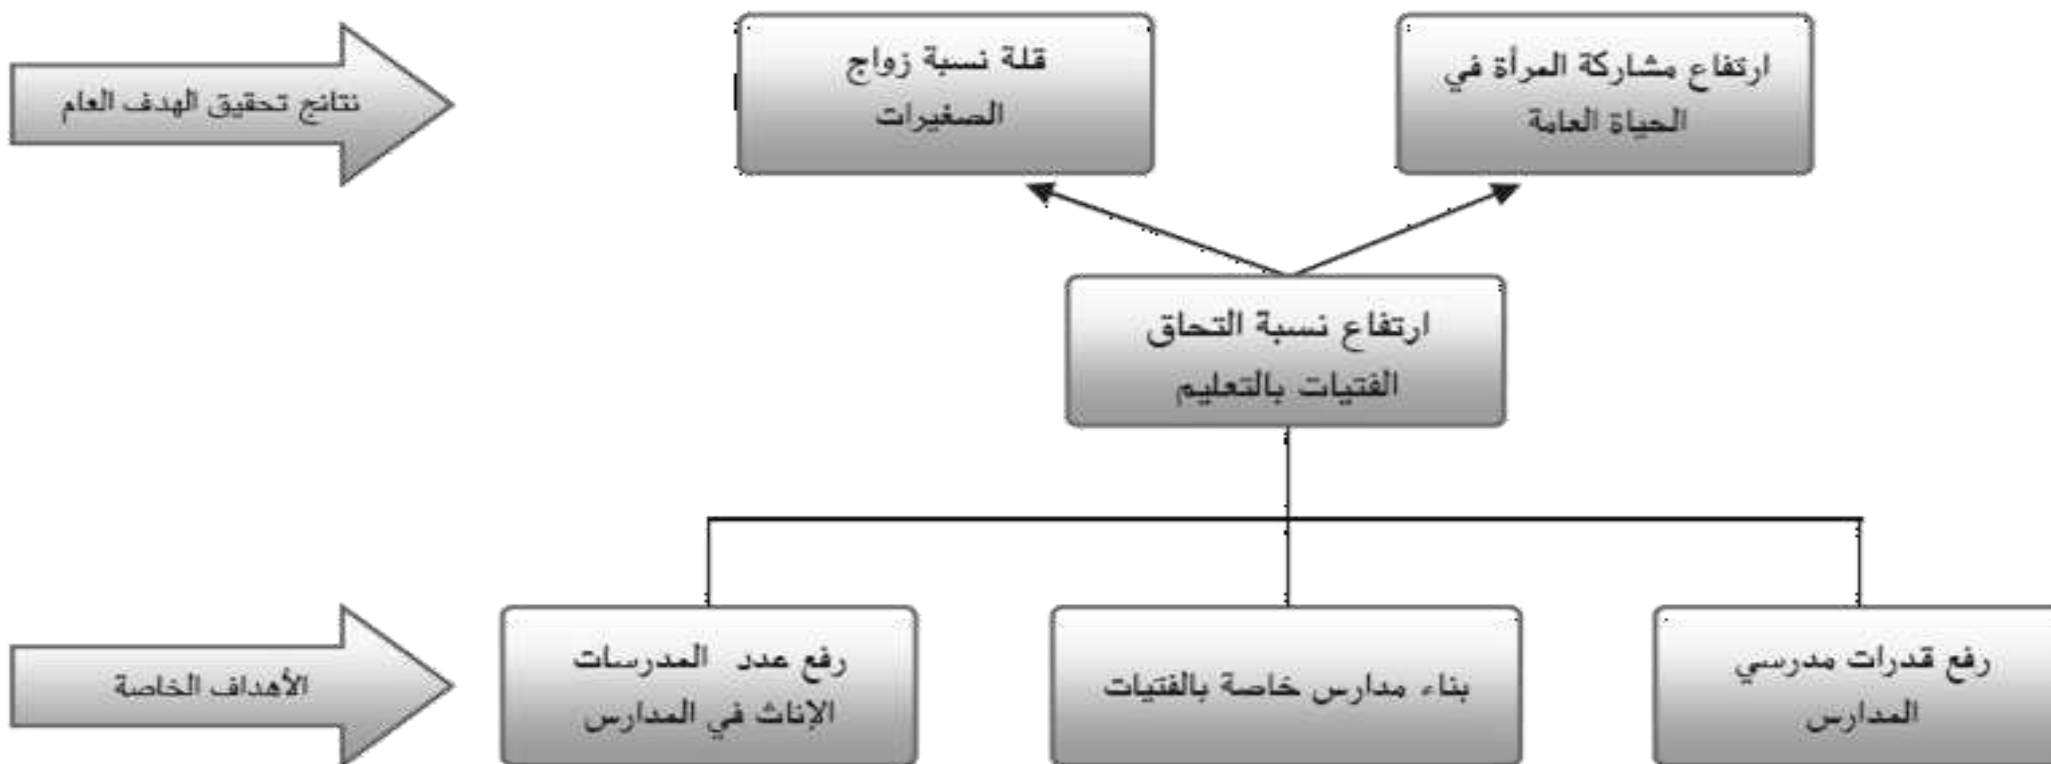 ارتفاع مشاركة المرأة في
الحياة العامة
قلة نسبة زواج
الصغيرات
نتائج تحقيق الهدف العام
ارتفاع نسبة التحاق
الفتيات بالتعليم
رفع قدرات مدرسي
المدارس
بناء مدارس خاصة بالفتيات
رفع عدد المدرسات
الإناث في المدارس
الأهداف الخاصة